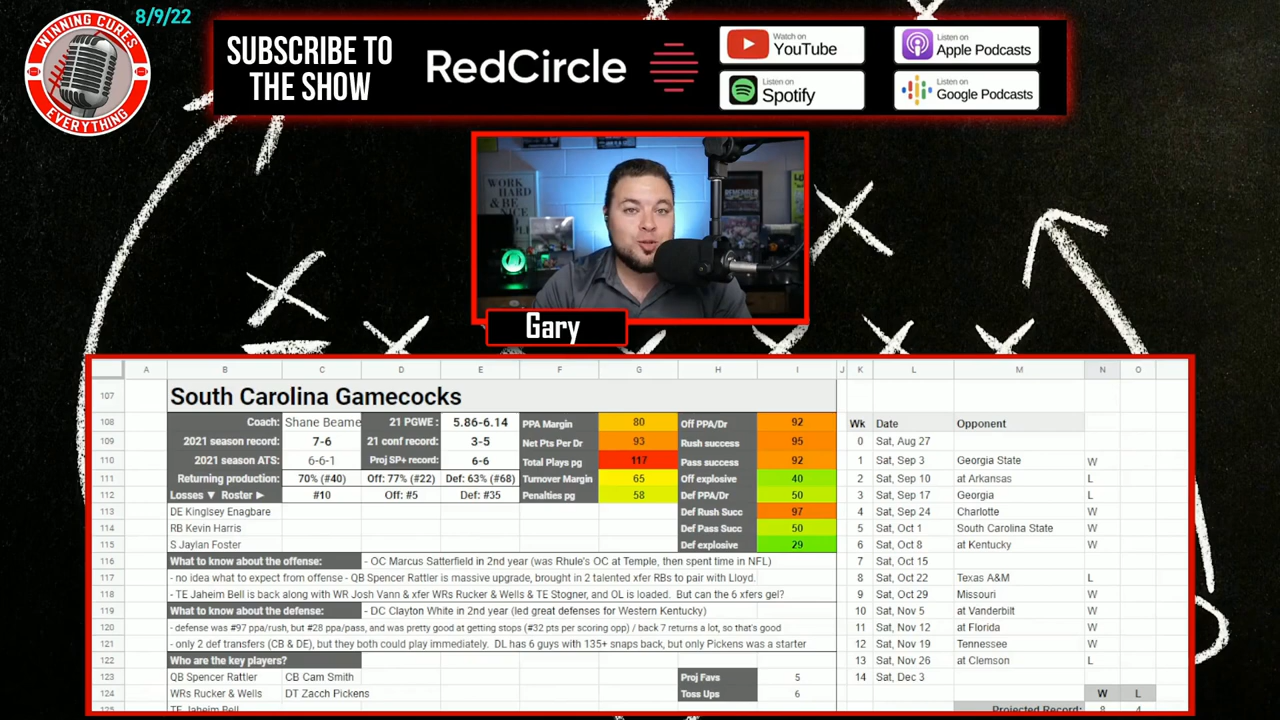 8/9/22
WINNING CURES
EVERYTHING
SUBSCRIBE TO
THE SHOW
RedCircle
Watch on
YouTube
Listen on
Spotify
Listen on
Apple Podcasts
Listen on
Google Podcasts
WORK
HARD
& BE
NICE
REMEMBER
Gary
A B C D E F G H I J K L M N O
107 South Carolina Gamecocks
108 Coach: Shane Beame 21 PGWE : 5.86-6.14 PPA Margin 80 Off PPA/Dr 92 Wk Date Opponent
109 2021 season record: 7-6 21 conf record: 3-5 Net Pts Per Dr 93 Rush success 95 0 Sat, Aug 27
110 2021 season ATS: 6-6-1 Proj SP+ record: 6-6 Total Plays pg 117 Pass success 92 1 Sat, Sep 3 Georgia State W
111 Returning production: 70% (#40) Off: 77% (#22) Def: 63% (#68) Turnover Margin 65 Off explosive 40 2 Sat, Sep 10 at Arkansas L
112 Losses ▼ Roster ► #10 Off: #5 Def: #35 Penalties pg 58 Def PPA/Dr 50 3 Sat, Sep 17 Georgia L
113 DE Kinglsey Enagbare Def Rush Succ 97 4 Sat, Sep 24 Charlotte W
114 RB Kevin Harris Def Pass Succ 50 5 Sat, Oct 1 South Carolina State W
115 S Jaylan Foster Def explosive 29 6 Sat, Oct 8 at Kentucky W
116 What to know about the offense: - OC Marcus Satterfield in 2nd year (was Rhule's OC at Temple, then spent time in NFL) 7 Sat, Oct 15
117 - no idea what to expect from offense - QB Spencer Rattler is massive upgrade, brought in 2 talented xfer RBs to pair with Lloyd. 8 Sat, Oct 22 Texas A&M L
118 - TE Jaheim Bell is back along with WR Josh Vann & xfer WRs Rucker & Wells & TE Stogner, and OL is loaded. But can the 6 xfers gel? 9 Sat, Oct 29 Missouri W
119 What to know about the defense: - DC Clayton White in 2nd year (led great defenses for Western Kentucky) 10 Sat, Nov 5 at Vanderbilt W
120 - defense was #97 ppa/rush, but #28 ppa/pass, and was pretty good at getting stops (#32 pts per scoring opp) / back 7 returns a lot, so that's good 11 Sat, Nov 12 at Florida W
121 - only 2 def transfers (CB & DE), but they both could play immediately. DL has 6 guys with 135+ snaps back, but only Pickens was a starter 12 Sat, Nov 19 Tennessee W
122 Who are the key players? 13 Sat, Nov 26 at Clemson L
123 QB Spencer Rattler CB Cam Smith Proj Favs 5 14 Sat, Dec 3
124 WRs Rucker & Wells DT Zacch Pickens Toss Ups 6 W L
125 TE Jaheim Bell Projected Record: 8 4